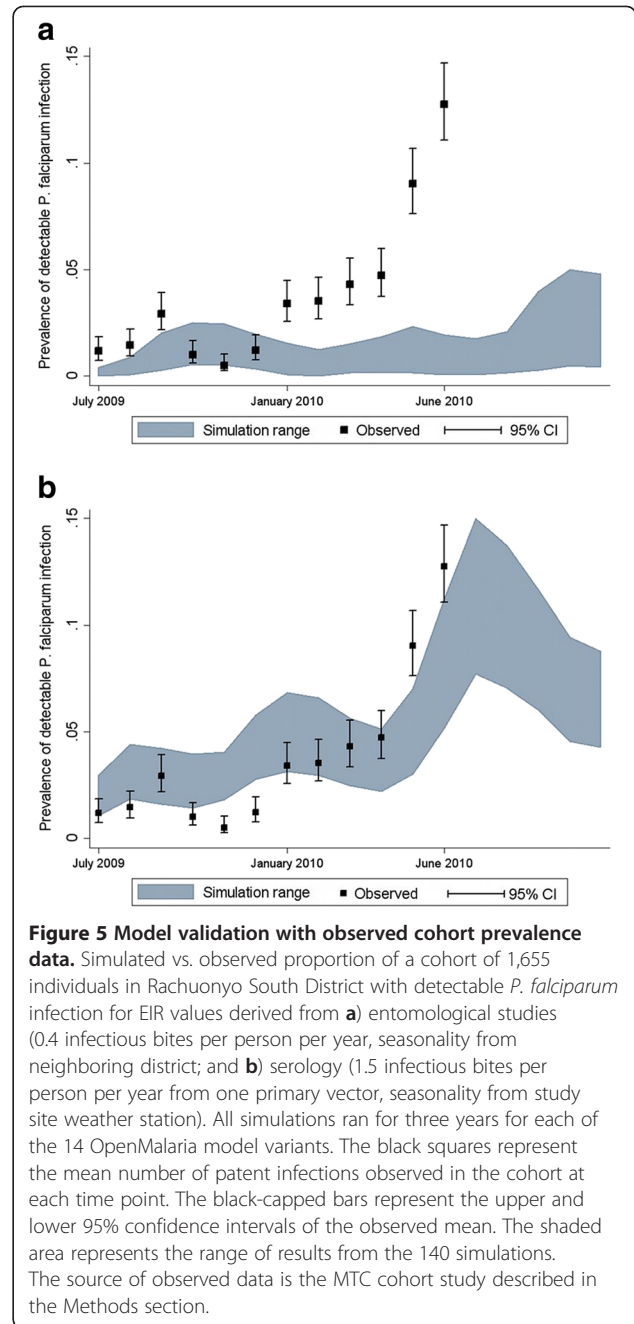 a
Prevalence of detectable P. falciparum infection
.15
.1
.05
0
July 2009
January 2010
June 2010
Simulation range
Observed
95% CI
b
Prevalence of detectable P. falciparum infection
.15
.1
.05
0
July 2009
January 2010
June 2010
Simulation range
Observed
95% CI
Figure 5 Model validation with observed cohort prevalence
data. Simulated vs. observed proportion of a cohort of 1,655
individuals in Rachuonyo South District with detectable P. falciparum
infection for EIR values derived from a) entomological studies
(0.4 infectious bites per person per year, seasonality from
neighboring district; and b) serology (1.5 infectious bites per
person per year from one primary vector, seasonality from study
site weather station). All simulations ran for three years for each of
the 14 OpenMalaria model variants. The black squares represent
the mean number of patent infections observed in the cohort at
each time point. The black-capped bars represent the upper and
lower 95% confidence intervals of the observed mean. The shaded
area represents the range of results from the 140 simulations.
The source of observed data is the MTC cohort study described in
the Methods section.